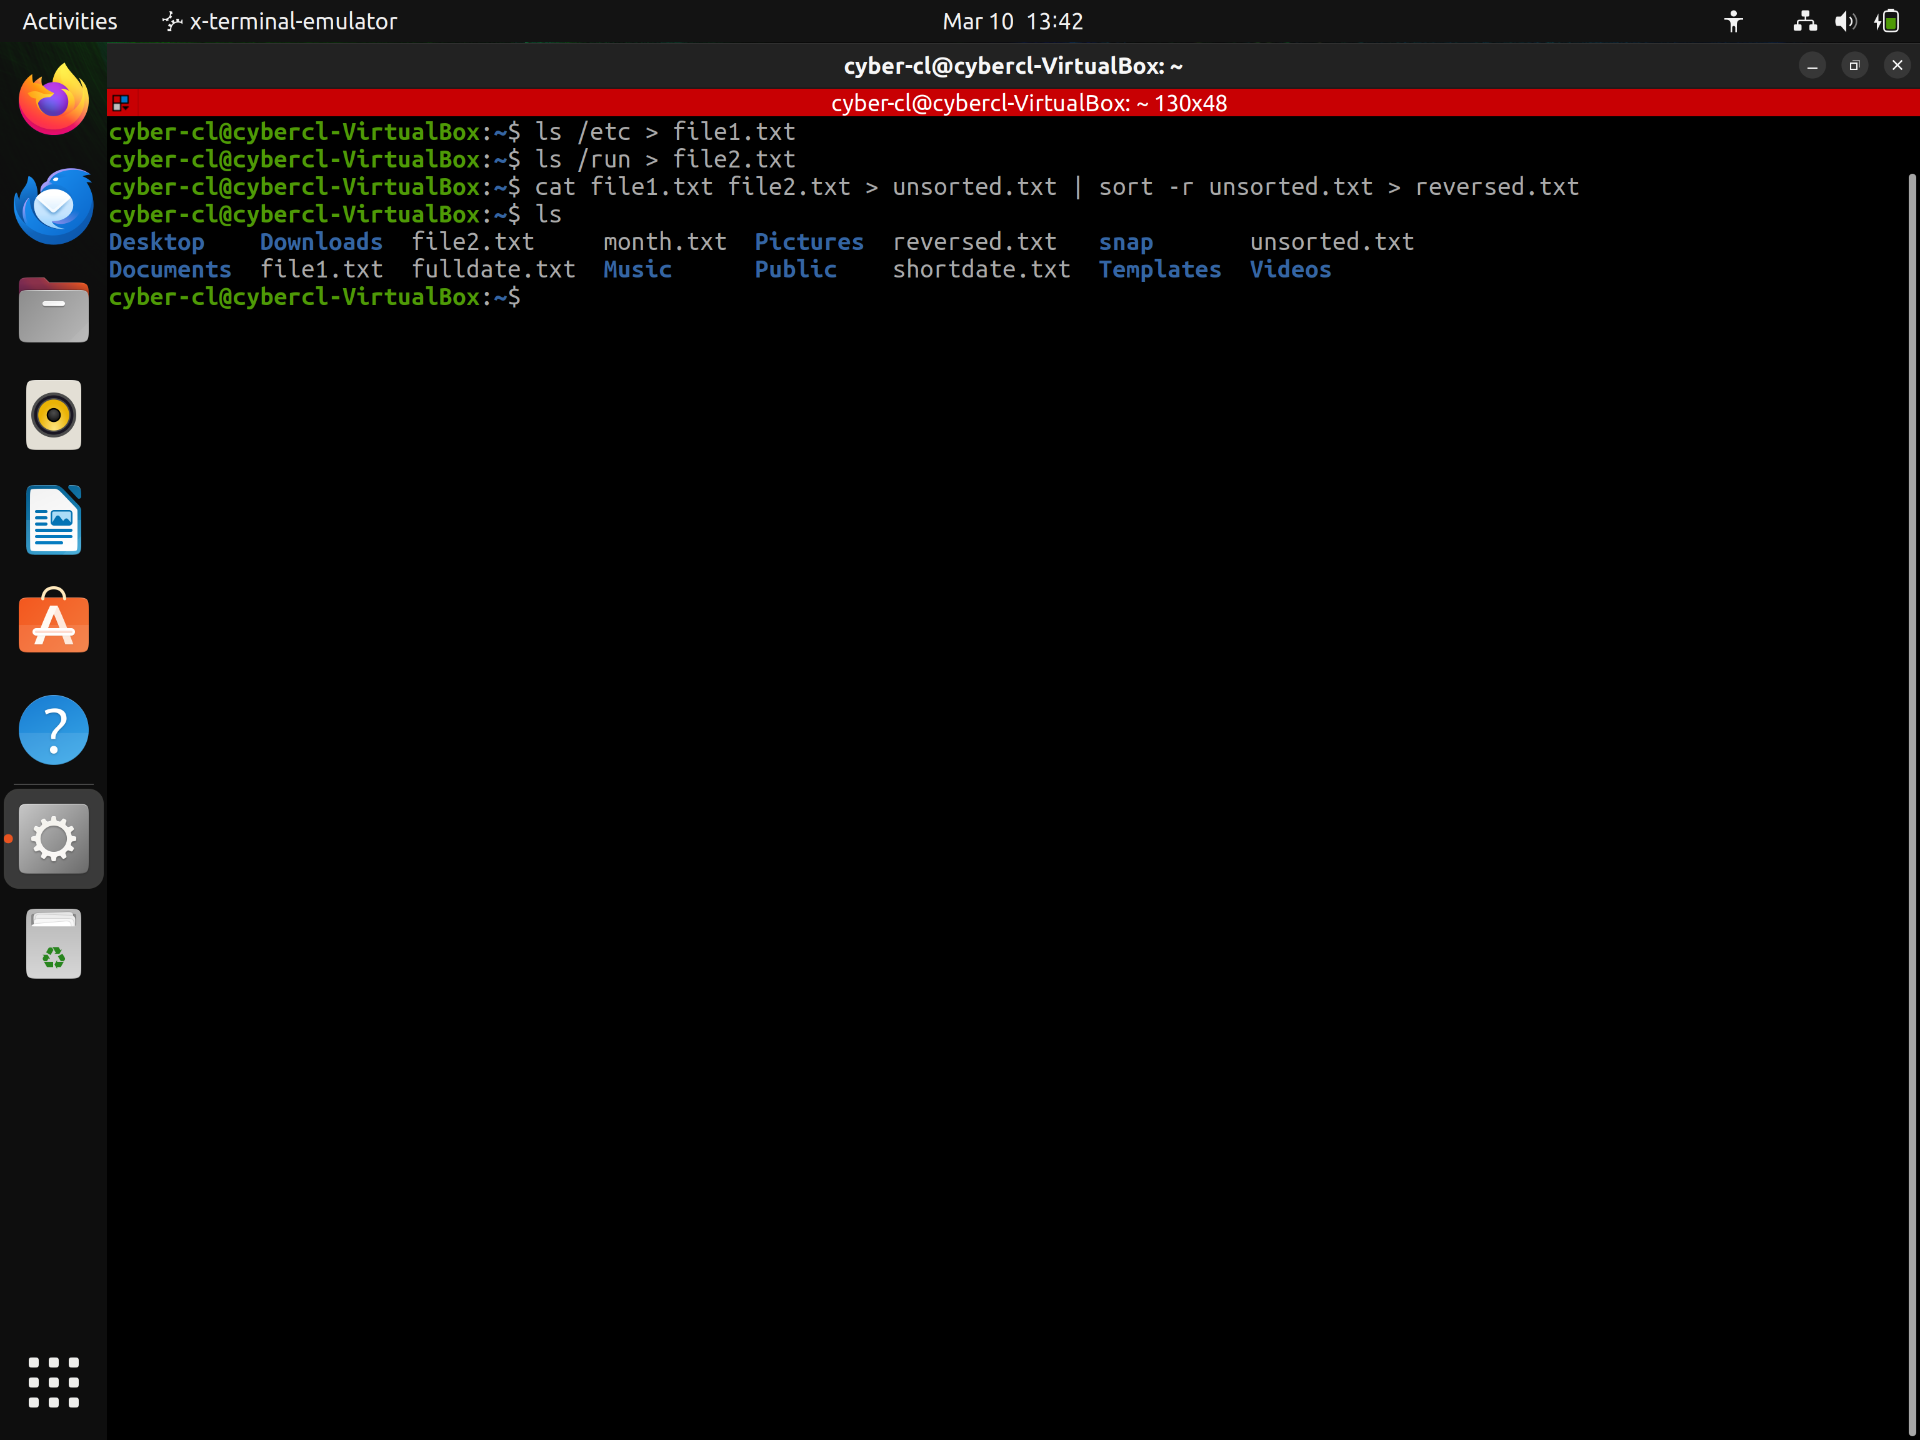 Activities x-terminal-emulator Mar 10 13:42
cyber-cl@cybercl-VirtualBox: ~
cyber-cl@cybercl-VirtualBox: ~ 130x48
cyber-cl@cybercl-VirtualBox:~$ ls /etc > file1.txt
cyber-cl@cybercl-VirtualBox:~$ ls /run > file2.txt
cyber-cl@cybercl-VirtualBox:~$ cat file1.txt file2.txt > unsorted.txt | sort -r unsorted.txt > reversed.txt
cyber-cl@cybercl-VirtualBox:~$ ls
Desktop Downloads file2.txt month.txt Pictures reversed.txt snap unsorted.txt
Documents file1.txt fulldate.txt Music Public shortdate.txt Templates Videos
cyber-cl@cybercl-VirtualBox:~$